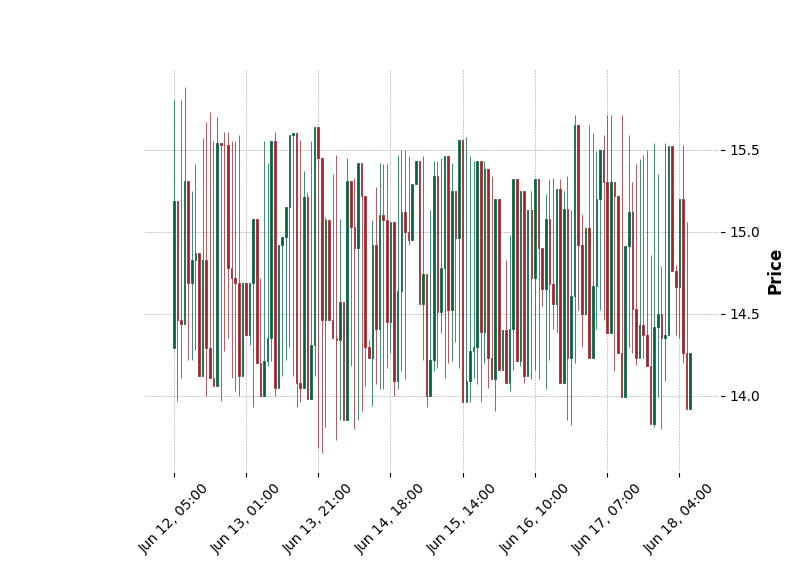 15.5
15.0
14.5
14.0
Price
Jun 12, 05:00
Jun 13, 01:00
Jun 13, 21:00
Jun 14, 18:00
Jun 15, 14:00
Jun 16, 10:00
Jun 17, 07:00
Jun 18, 04:00